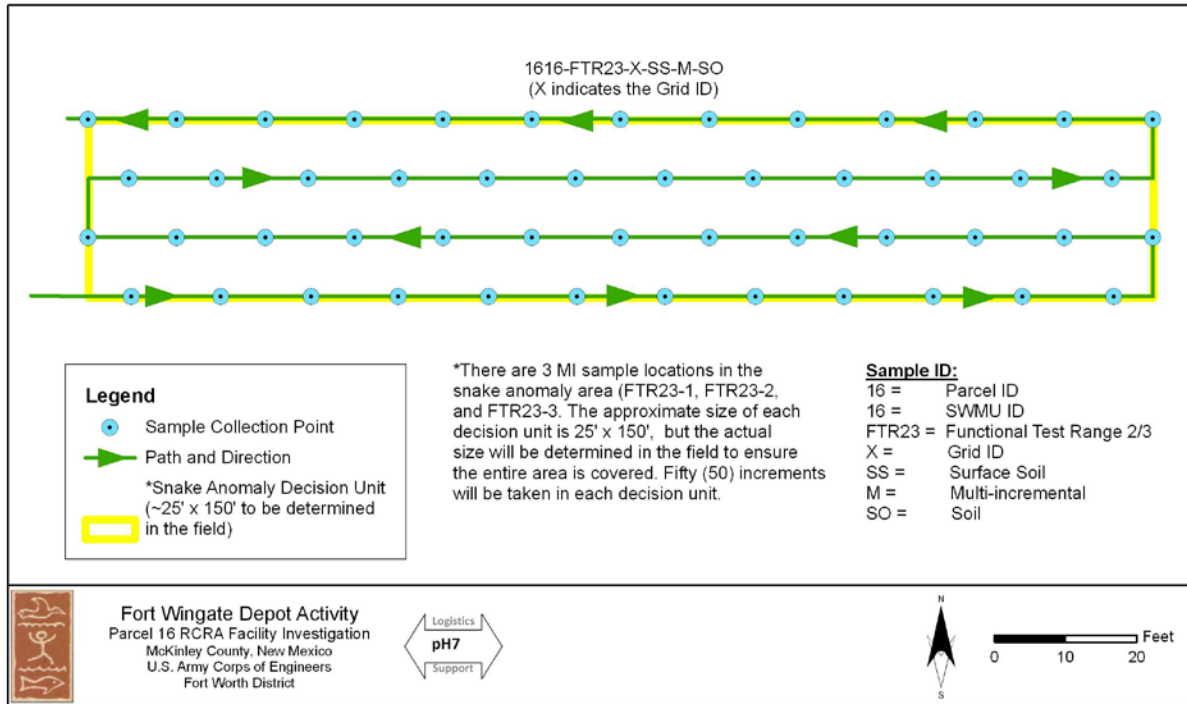 1616-FTR23-X-SS-M-SO
(X indicates the Grid ID)
Legend
Sample Collection Point
Path and Direction
*Snake Anomaly Decision Unit
(~25' x 150' to be determined
in the field)
*There are 3 MI sample locations in the
snake anomaly area (FTR23-1, FTR23-2,
and FTR23-3. The approximate size of each
decision unit is 25' x 150',  but the actual
size will be determined in the field to ensure
the entire area is covered. Fifty (50) increments
will be taken in each decision unit.
Sample ID:
16 = Parcel ID
16 = SWMU ID
FTR23 = Functional Test Range 2/3
X = Grid ID
SS = Surface Soil
M = Multi-incremental
SO = Soil
Fort Wingate Depot Activity
Parcel 16 RCRA Facility Investigation
McKinley County, New Mexico
U.S. Army Corps of Engineers
Fort Worth District
Logistics
pH7
Support
N
S
Feet
0 10 20